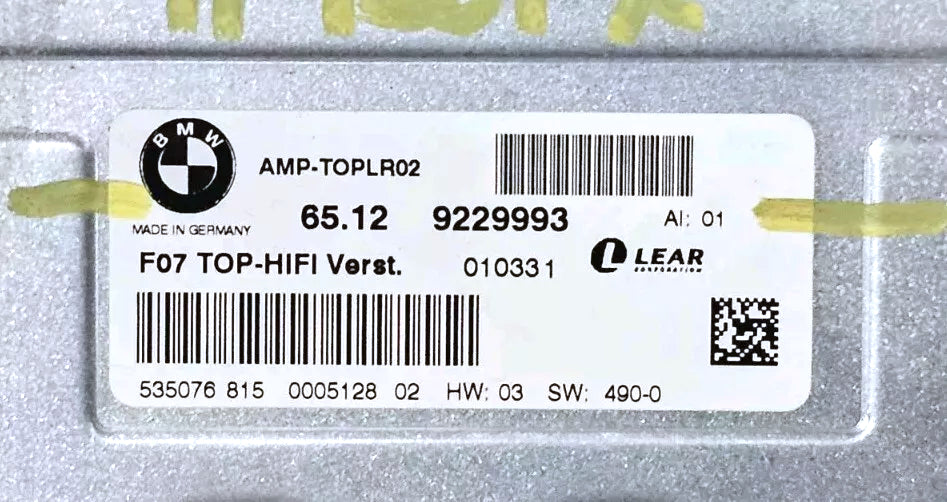 BMW
AMP-TOPLR02
65.12 9229993 AI: 01
MADE IN GERMANY
F07 TOP-HIFI Verst. 010331 LEAR
CORPORATION
535076 815 0005128 02 HW: 03 SW: 490-0